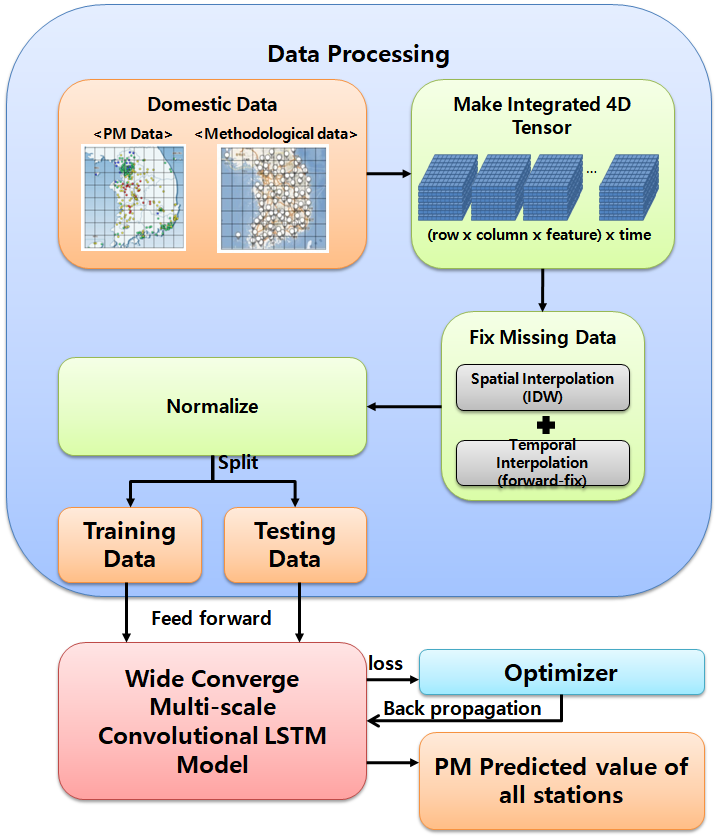 Data Processing
Domestic Data
<PM Data>
<Methodological data>
Make Integrated 4D
Tensor
...
(row x column x feature) x time
Fix Missing Data
Spatial Interpolation
(IDW)
Temporal
Interpolation
(forward-fix)
Normalize
Split
Training
Data
Testing
Data
Feed forward
Wide Converge
Multi-scale
Convolutional LSTM
Model
loss
Optimizer
Back propagation
PM Predicted value of
all stations